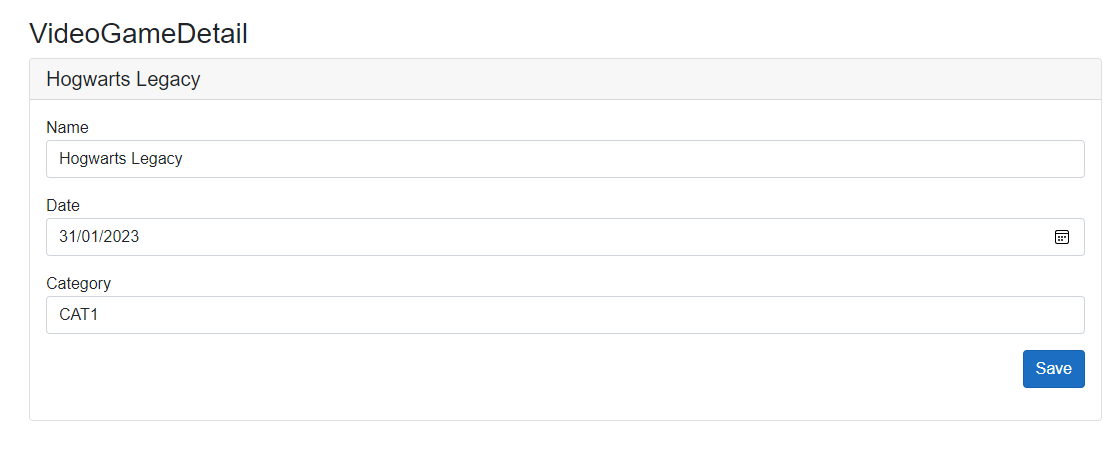 VideoGameDetail
Hogwarts Legacy
Name
Hogwarts Legacy
Date
31/01/2023
Category
CAT1
Save